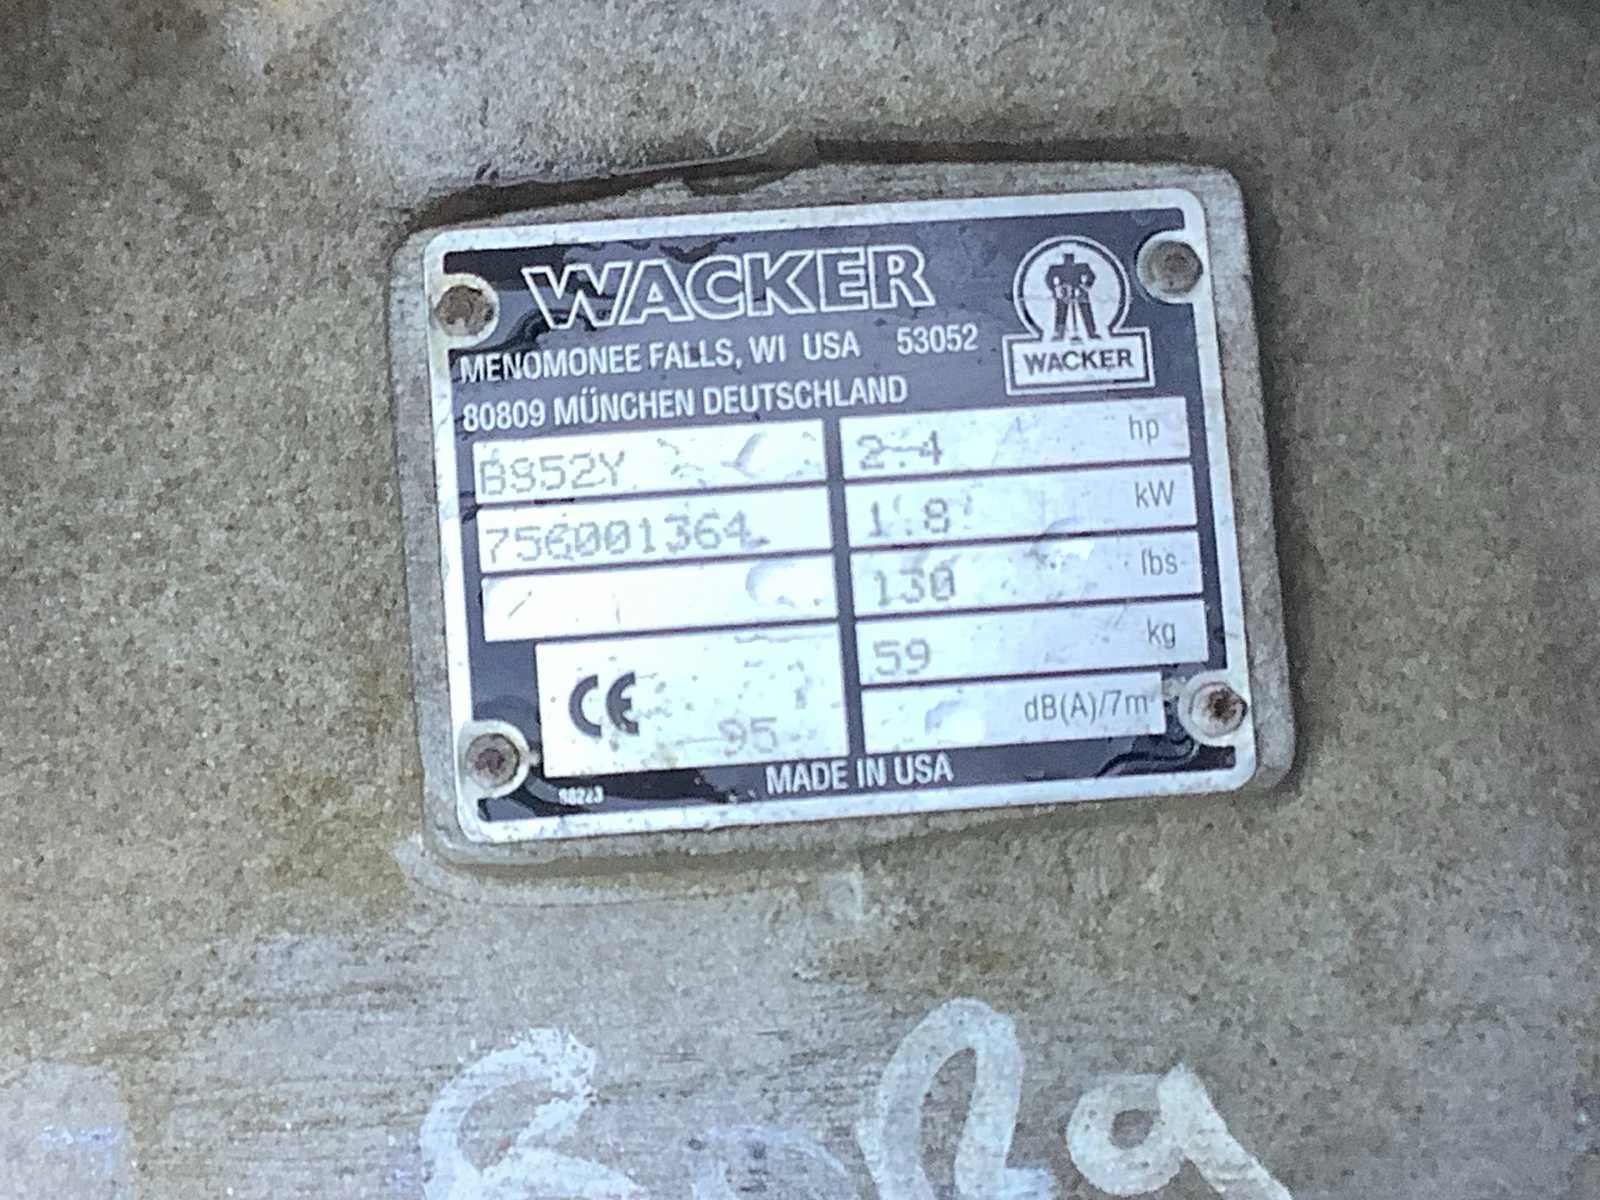 WACKER
MENOMONEE FALLS, WI USA 53052
80809 MÜNCHEN DEUTSCHLAND
WACKER
BS52Y
756001364
2.4 hp
1.8 kW
130 lbs
59 kg
dB(A)/7m
CE
95
MADE IN USA